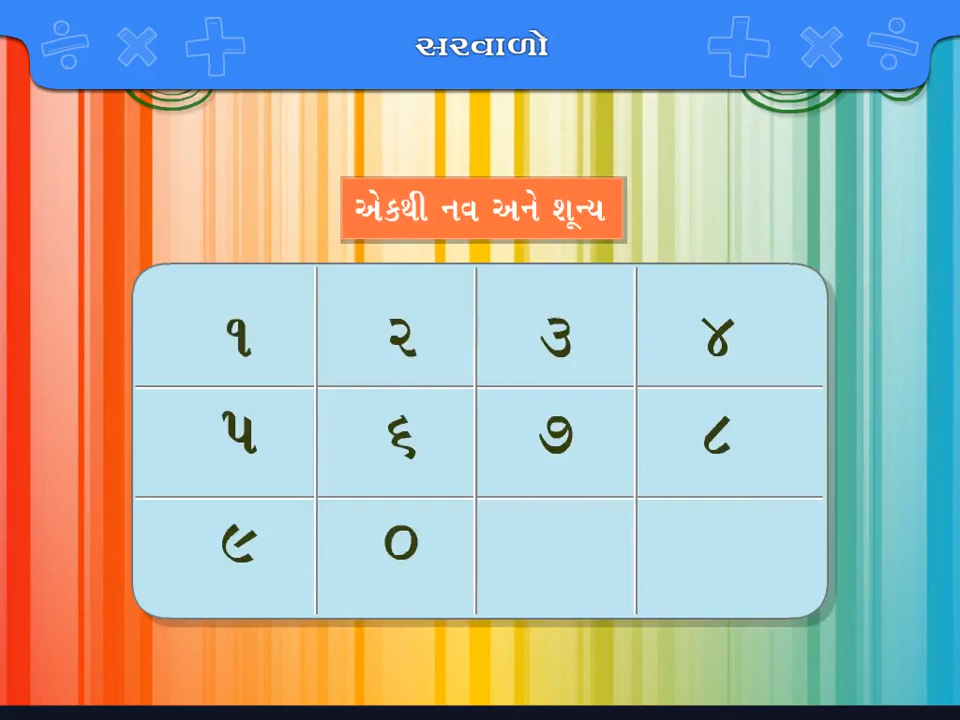 સરવાળો
એકથી નવ અને શૂન્ય
૧ ૨ ૩ ૪
૫ ૬ ૭ ૮
૯ ૦